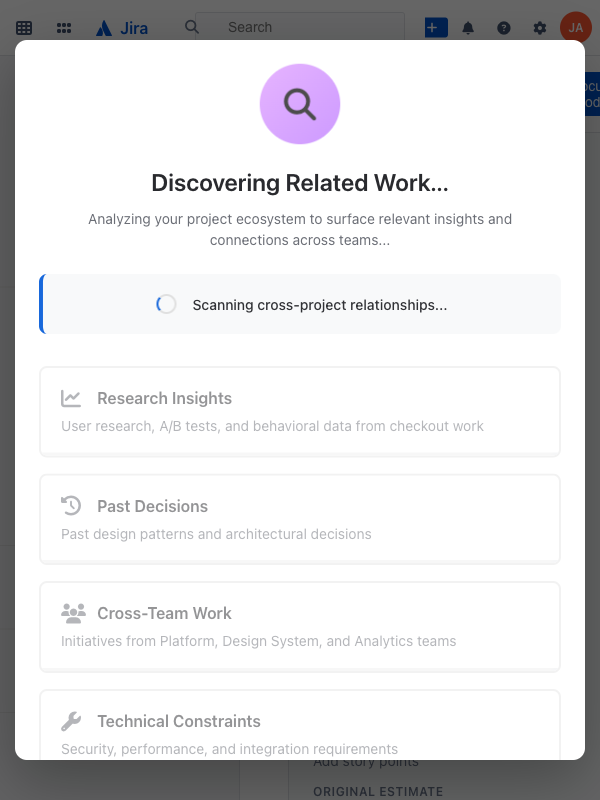 Jira
Search
JA
Discovering Related Work...
Analyzing your project ecosystem to surface relevant insights and
connections across teams...
Scanning cross-project relationships...
Research Insights
User research, A/B tests, and behavioral data from checkout work
Past Decisions
Past design patterns and architectural decisions
Cross-Team Work
Initiatives from Platform, Design System, and Analytics teams
Technical Constraints
Security, performance, and integration requirements
Add story points
ORIGINAL ESTIMATE